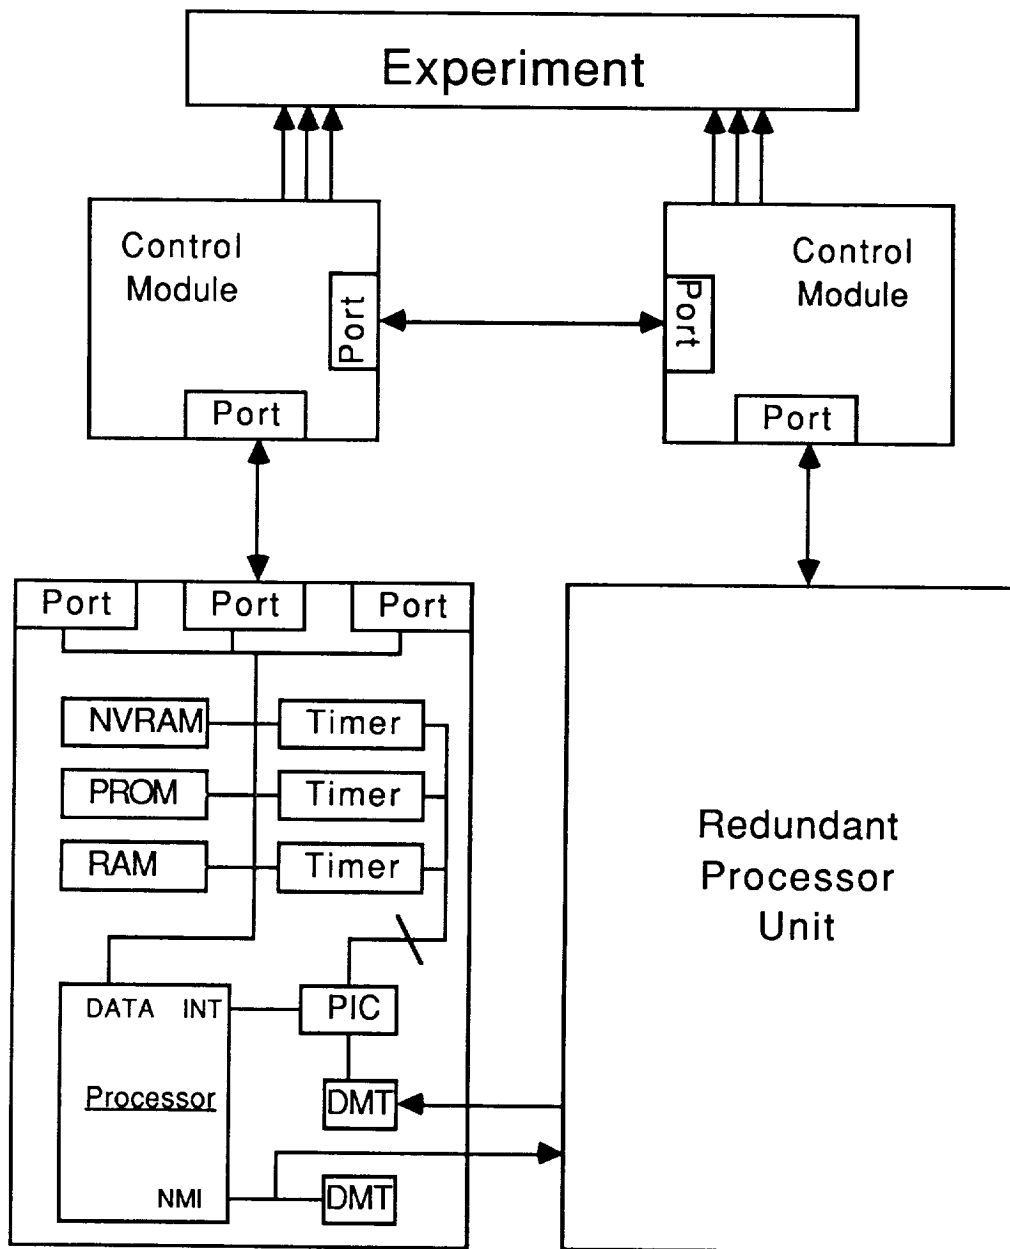 Experiment
Control
Module
Port
Port
Control
Module
Port
Port
Port
Port
Port
NVRAM
Timer
PROM
Timer
RAM
Timer
Redundant
Processor
Unit
DATA INT
PIC
Processor
DMT
NMI
DMT